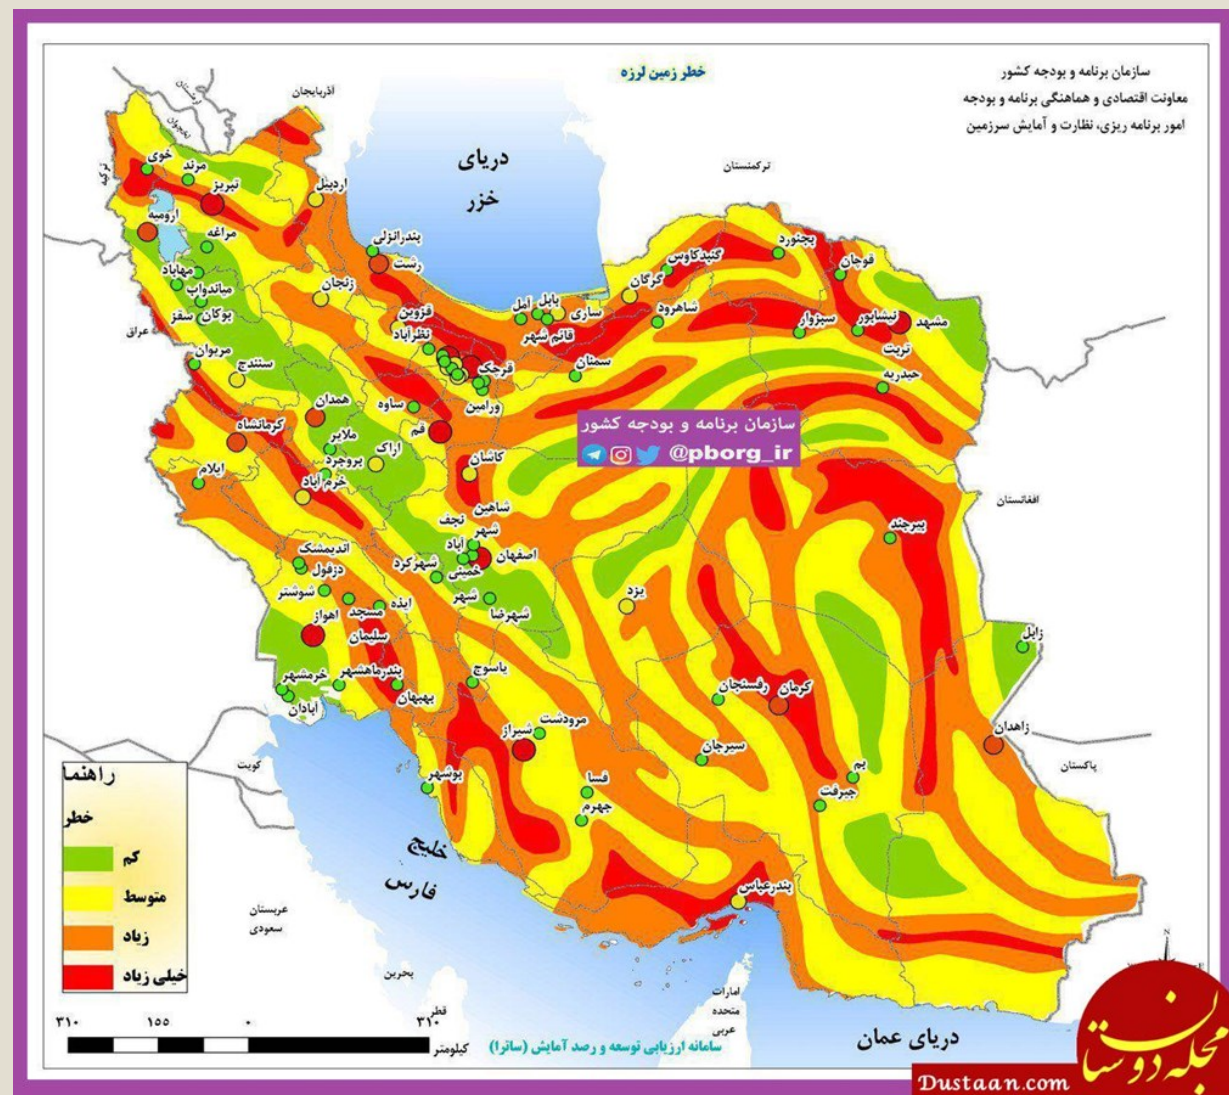 خطر زمین لرزه
سازمان برنامه و بودجه کشور
معاونت اقتصادی و هماهنگی برنامه و بودجه
امور برنامه ریزی، نظارت و آمایش سرزمین
ارمنستان
نخجوان
آذربایجان
ترکیه
دریای
خزر
ترکمنستان
خوی
مرند
تبریز
اردبیل
ارومیه
مراغه
مهاباد
میاندواب
بوکان
سقز
عراق
مریوان
سنندج
زنجان
بندرانزلی
رشت
قزوین
نظرآباد
آمل
بابل
ساری
قائم شهر
گرگان
گنبدکاوس
بجنورد
قوچان
شاهرود
سبزوار
نیشابور
مشهد
تربت
حیدریه
سمنان
قرچک
ورامین
ساوه
قم
همدان
ملایر
بروجرد
اراک
کرمانشاه
ایلام
خرم آباد
کاشان
سازمان برنامه و بودجه کشور
@pborg_ir
افغانستان
شاهین
شهر
نجف
آباد
خمینی
شهر
اصفهان
شهرکرد
شهرضا
بیرجند
اندیمشک
دزفول
شوشتر
مسجد
سلیمان
ایذه
اهواز
یزد
زابل
خرمشهر
آبادان
بندرماهشهر
بهبهان
یاسوج
رفسنجان
کرمان
زاهدان
مرودشت
شیراز
سیرجان
بم
جیرفت
پاکستان
کویت
بوشهر
فسا
جهرم
بندرعباس
خلیج
فارس
راهنما
خطر
کم
متوسط
زیاد
خیلی زیاد
عربستان
سعودی
بحرین
قطر
امارات
متحده
عربی
دریای عمان
N
E
۳۱۰ ۱۵۵ ۰ ۳۱۰
کیلومتر
سامانه ارزیابی توسعه و رصد آمایش (ساترا)
مجله دوستان
Dustaan.com